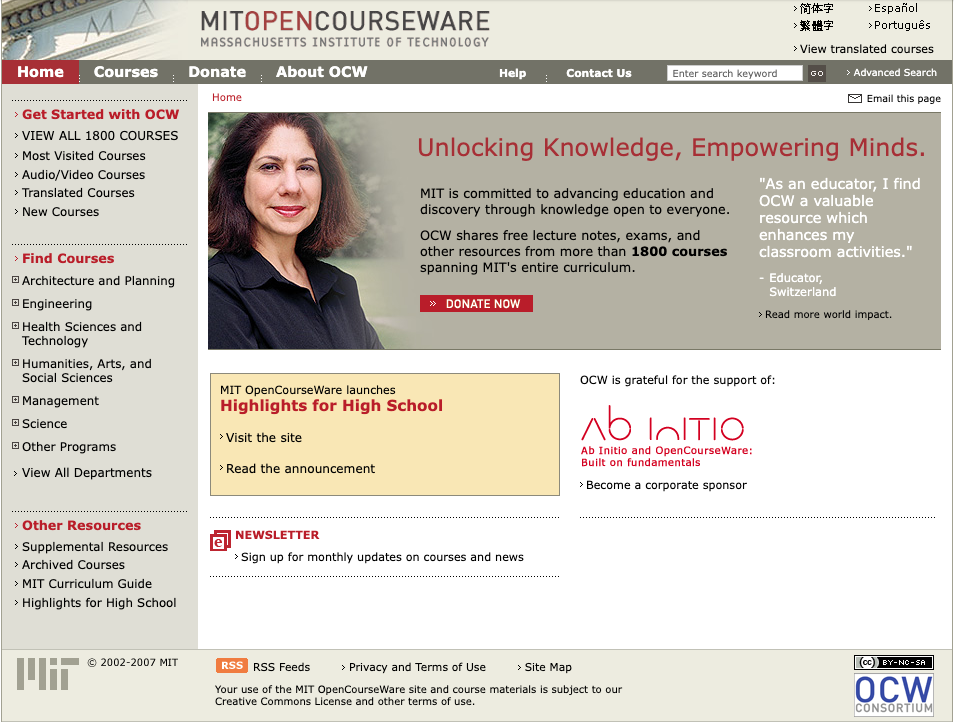 MITOPENCOURSEWARE
MASSACHUSETTS INSTITUTE OF TECHNOLOGY
简体字
Español
繁體字
Português
View translated courses
Home
Courses
Donate
About OCW
Help
Contact Us
Enter search keyword
GO
Advanced Search
Get Started with OCW
VIEW ALL 1800 COURSES
Most Visited Courses
Audio/Video Courses
Translated Courses
New Courses
Find Courses
Architecture and Planning
Engineering
Health Sciences and
Technology
Humanities, Arts, and
Social Sciences
Management
Science
Other Programs
View All Departments
Other Resources
Supplemental Resources
Archived Courses
MIT Curriculum Guide
Highlights for High School
Home
Email this page
Unlocking Knowledge, Empowering Minds.
MIT is committed to advancing education and
discovery through knowledge open to everyone.
OCW shares free lecture notes, exams, and
other resources from more than 1800 courses
spanning MIT's entire curriculum.
» DONATE NOW
"As an educator, I find
OCW a valuable
resource which
enhances my
classroom activities."
- Educator,
Switzerland
Read more world impact.
MIT OpenCourseWare launches
Highlights for High School
Visit the site
Read the announcement
OCW is grateful for the support of:
Ab Initio
Ab Initio and OpenCourseWare:
Built on fundamentals
Become a corporate sponsor
e NEWSLETTER
Sign up for monthly updates on courses and news
MIT
© 2002-2007 MIT
RSS RSS Feeds
Privacy and Terms of Use
Site Map
Your use of the MIT OpenCourseWare site and course materials is subject to our
Creative Commons License and other terms of use.
cc BY-NC-SA
OCW
CONSORTIUM